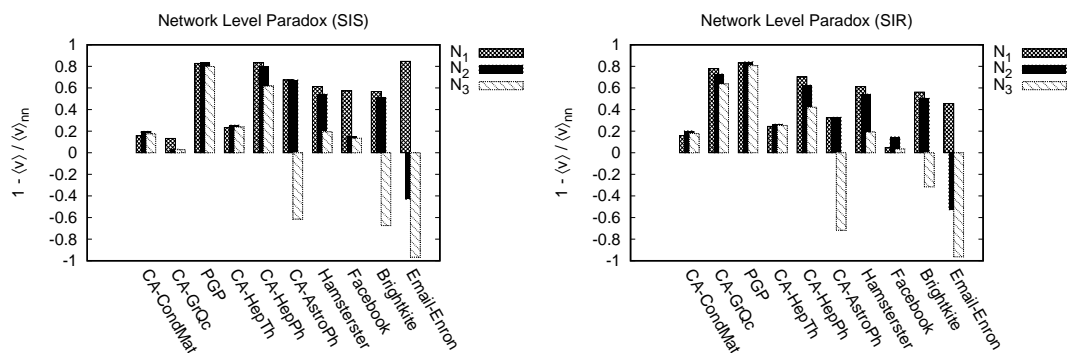 Network Level Paradox (SIS)
1 - ⟨v⟩ / ⟨v⟩nn
1
0.8
0.6
0.4
0.2
0
-0.2
-0.4
-0.6
-0.8
-1
CA-CondMat
CA-GrQc
PGP
CA-HepTh
CA-HepPh
CA-AstroPh
Hamsterster
Facebook
Brightkite
Email-Enron
N1
N2
N3
Network Level Paradox (SIR)
1 - ⟨v⟩ / ⟨v⟩nn
1
0.8
0.6
0.4
0.2
0
-0.2
-0.4
-0.6
-0.8
-1
CA-CondMat
CA-GrQc
PGP
CA-HepTh
CA-HepPh
CA-AstroPh
Hamsterster
Facebook
Brightkite
Email-Enron
N1
N2
N3